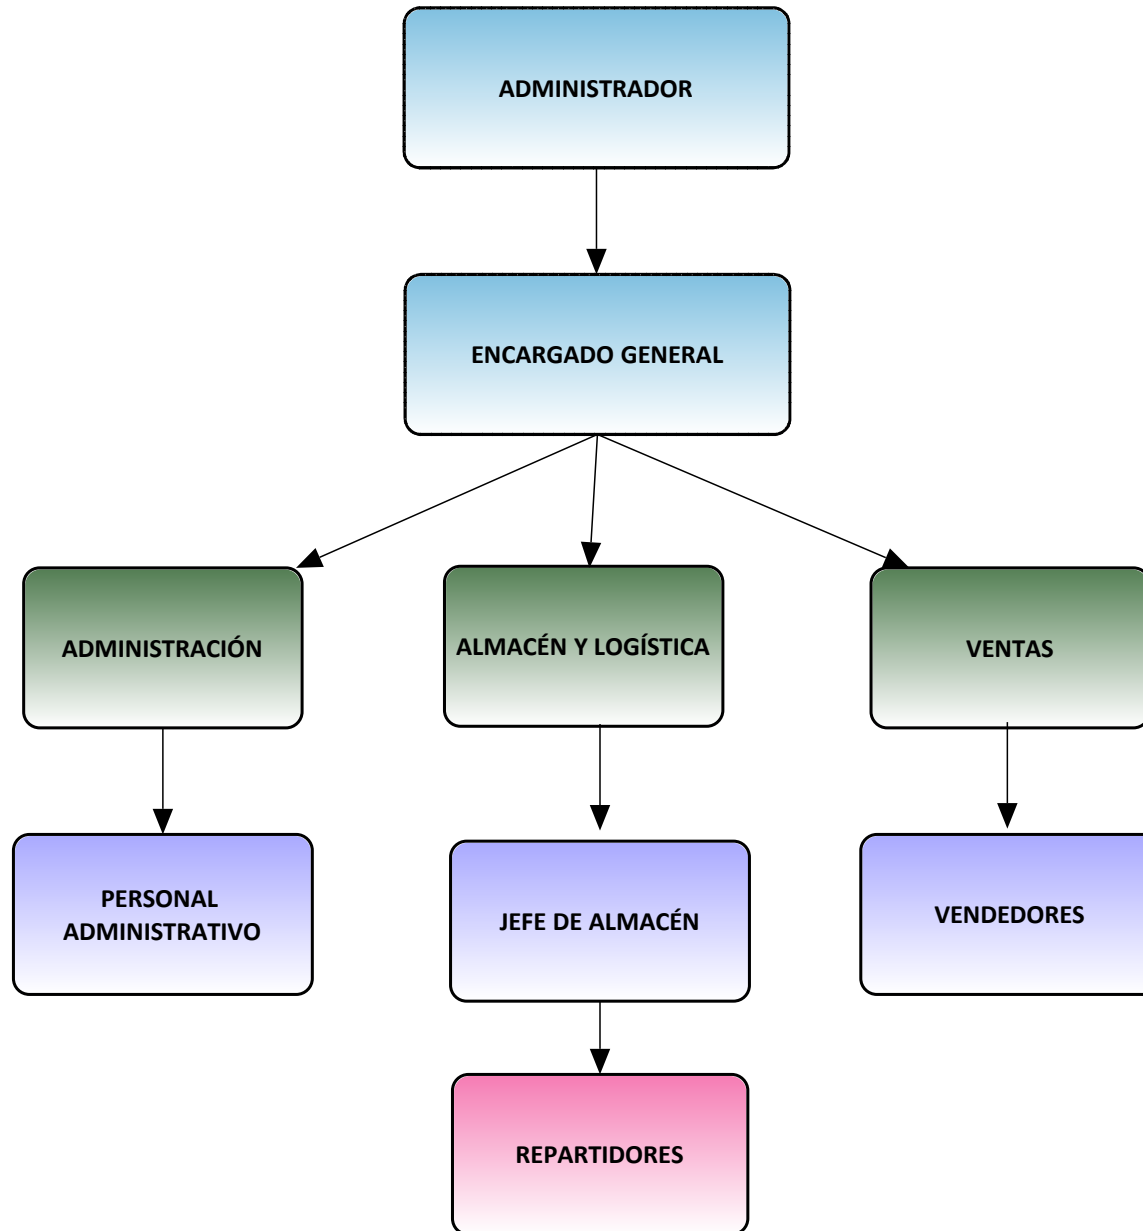 ADMINISTRADOR
ENCARGADO GENERAL
ADMINISTRACIÓN
ALMACÉN Y LOGÍSTICA
VENTAS
PERSONAL
ADMINISTRATIVO
JEFE DE ALMACÉN
VENDEDORES
REPARTIDORES